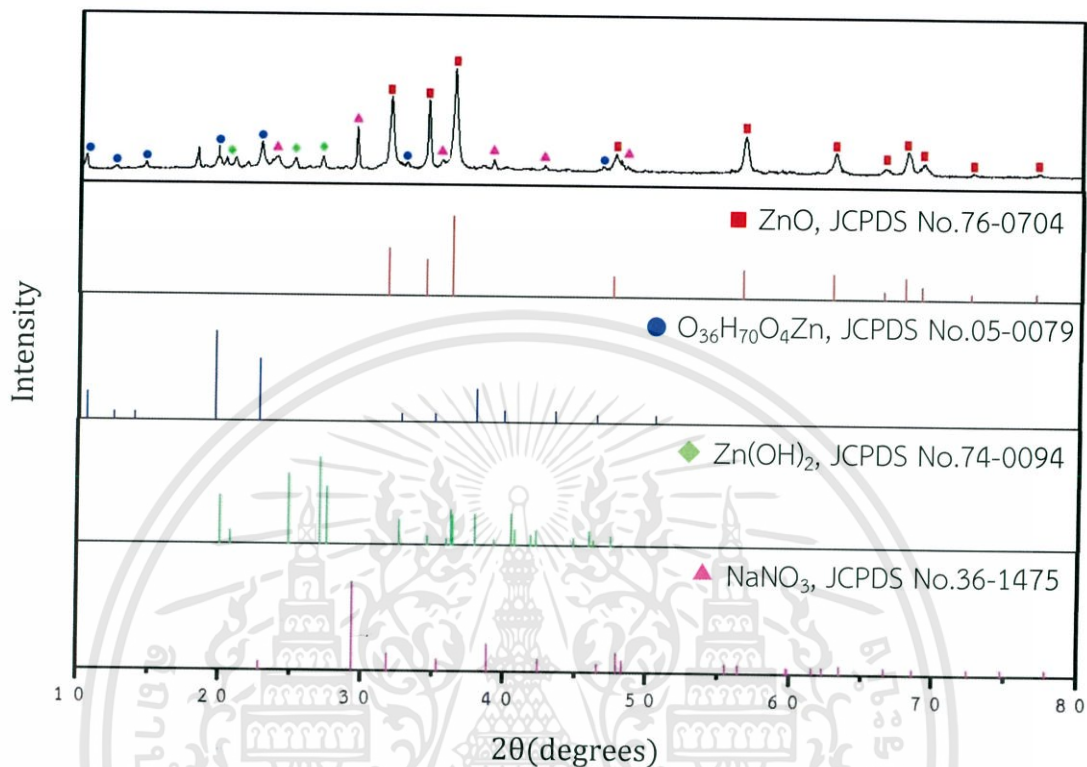 Intensity
ZnO, JCPDS No.76-0704
O₃₆H₇₀O₄Zn, JCPDS No.05-0079
Zn(OH)₂, JCPDS No.74-0094
NaNO₃, JCPDS No.36-1475
10 20 30 40 50 60 70 80
2θ(degrees)